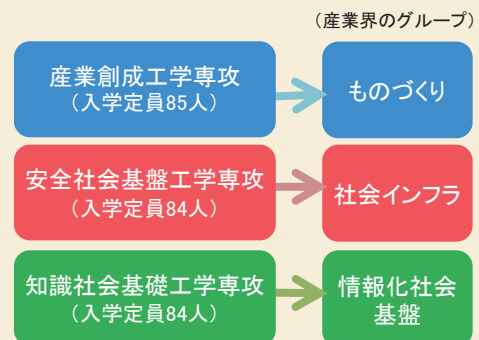 (産業界のグループ)
産業創成工学専攻
(入学定員85人)
ものづくり
安全社会基盤工学専攻
(入学定員84人)
社会インフラ
知識社会基礎工学専攻
(入学定員84人)
情報化社会
基盤